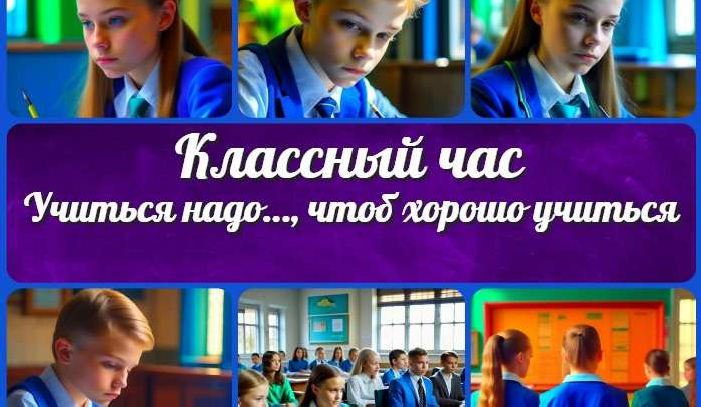 Классный час
Учиться надо..., чтоб хорошо учиться